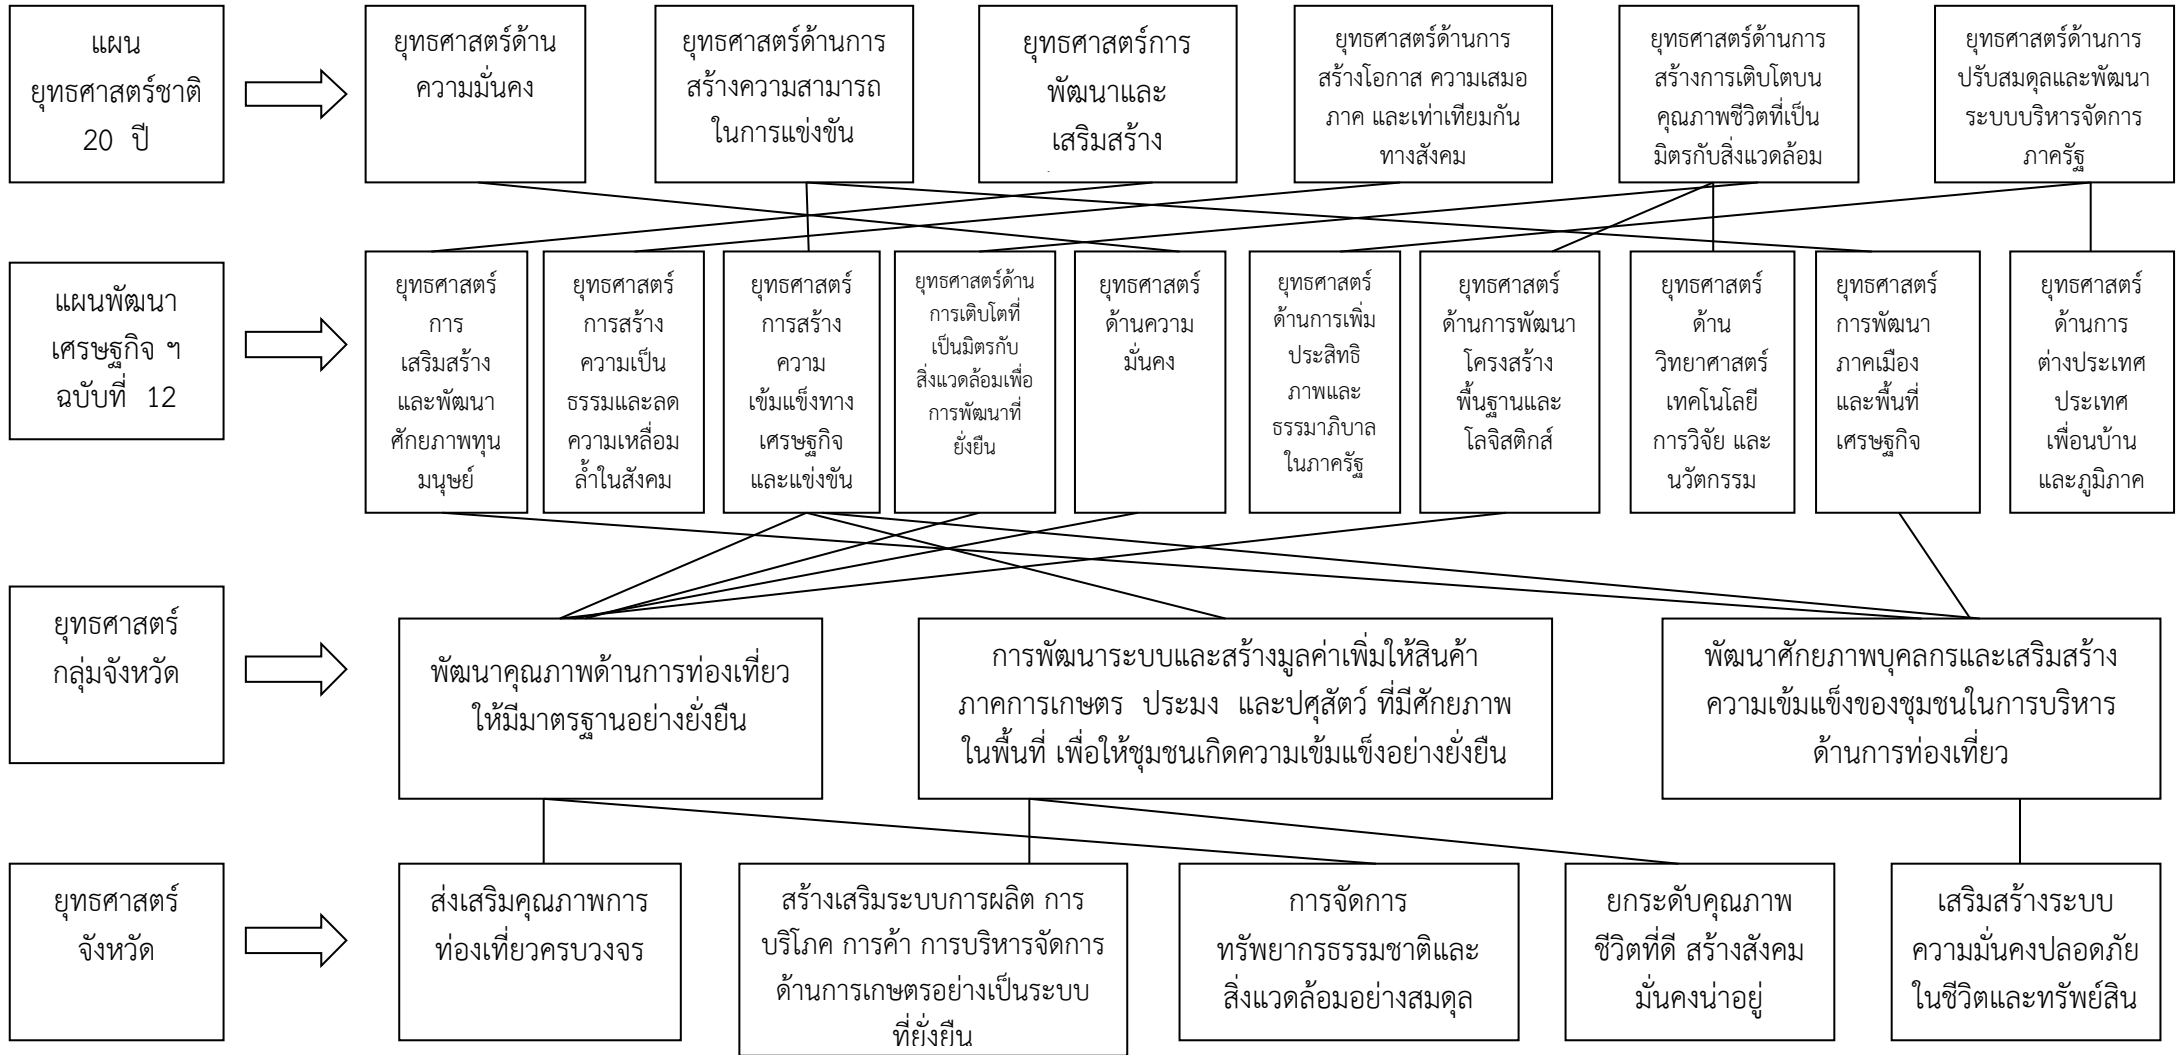 แผน
ยุทธศาสตร์ชาติ
20 ปี
ยุทธศาสตร์ด้าน
ความมั่นคง
ยุทธศาสตร์ด้านการ
สร้างความสามารถ
ในการแข่งขัน
ยุทธศาสตร์การ
พัฒนาและ
เสริมสร้าง
ยุทธศาสตร์ด้านการ
สร้างโอกาส ความเสมอ
ภาค และเท่าเทียมกัน
ทางสังคม
ยุทธศาสตร์ด้านการ
สร้างการเติบโตบน
คุณภาพชีวิตที่เป็น
มิตรกับสิ่งแวดล้อม
ยุทธศาสตร์ด้านการ
ปรับสมดุลและพัฒนา
ระบบบริหารจัดการ
ภาครัฐ
แผนพัฒนา
เศรษฐกิจ ฯ
ฉบับที่ 12
ยุทธศาสตร์
การ
เสริมสร้าง
และพัฒนา
ศักยภาพทุน
มนุษย์
ยุทธศาสตร์
การสร้าง
ความเป็น
ธรรมและลด
ความเหลื่อม
ล้ำในสังคม
ยุทธศาสตร์
การสร้าง
ความ
เข้มแข็งทาง
เศรษฐกิจ
และแข่งขัน
ยุทธศาสตร์ด้าน
การเติบโตที่
เป็นมิตรกับ
สิ่งแวดล้อมเพื่อ
การพัฒนาที่
ยั่งยืน
ยุทธศาสตร์
ด้านความ
มั่นคง
ยุทธศาสตร์
ด้านการเพิ่ม
ประสิทธิ
ภาพและ
ธรรมาภิบาล
ในภาครัฐ
ยุทธศาสตร์
ด้านการพัฒนา
โครงสร้าง
พื้นฐานและ
โลจิสติกส์
ยุทธศาสตร์
ด้าน
วิทยาศาสตร์
เทคโนโลยี
การวิจัย และ
นวัตกรรม
ยุทธศาสตร์
การพัฒนา
ภาคเมือง
และพื้นที่
เศรษฐกิจ
ยุทธศาสตร์
ด้านการ
ต่างประเทศ
ประเทศ
เพื่อนบ้าน
และภูมิภาค
ยุทธศาสตร์
กลุ่มจังหวัด
พัฒนาคุณภาพด้านการท่องเที่ยว
ให้มีมาตรฐานอย่างยั่งยืน
การพัฒนาระบบและสร้างมูลค่าเพิ่มให้สินค้า
ภาคการเกษตร ประมง และปศุสัตว์ ที่มีศักยภาพ
ในพื้นที่ เพื่อให้ชุมชนเกิดความเข้มแข็งอย่างยั่งยืน
พัฒนาศักยภาพบุคลกรและเสริมสร้าง
ความเข้มแข็งของชุมชนในการบริหาร
ด้านการท่องเที่ยว
ยุทธศาสตร์
จังหวัด
ส่งเสริมคุณภาพการ
ท่องเที่ยวครบวงจร
สร้างเสริมระบบการผลิต การ
บริโภค การค้า การบริหารจัดการ
ด้านการเกษตรอย่างเป็นระบบ
ที่ยั่งยืน
การจัดการ
ทรัพยากรธรรมชาติและ
สิ่งแวดล้อมอย่างสมดุล
ยกระดับคุณภาพ
ชีวิตที่ดี สร้างสังคม
มั่นคงน่าอยู่
เสริมสร้างระบบ
ความมั่นคงปลอดภัย
ในชีวิตและทรัพย์สิน